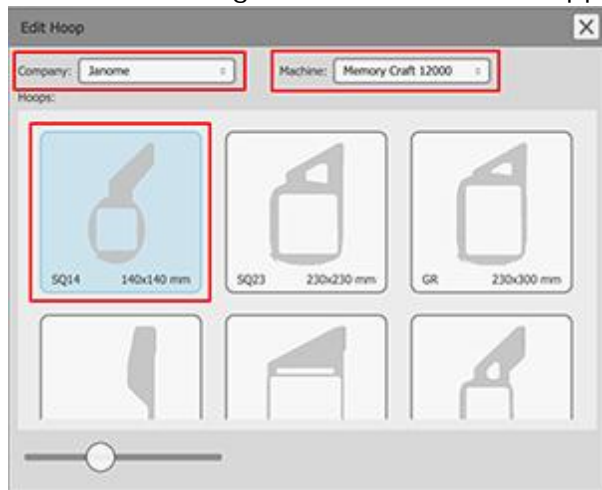 Edit Hoop
Company: Janome Machine: Memory Craft 12000
Hoops:
SQ14 140x140 mm SQ23 230x230 mm GR 230x300 mm